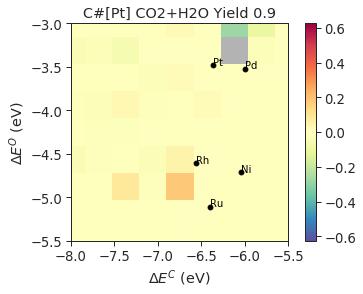 C#[Pt] CO2+H2O Yield 0.9
−3.0
−3.5
−4.0
−4.5
−5.0
−5.5
ΔE^O (eV)
Pt
Pd
Rh
Ni
Ru
−8.0 −7.5 −7.0 −6.5 −6.0 −5.5
ΔE^C (eV)
0.6
0.4
0.2
0.0
−0.2
−0.4
−0.6